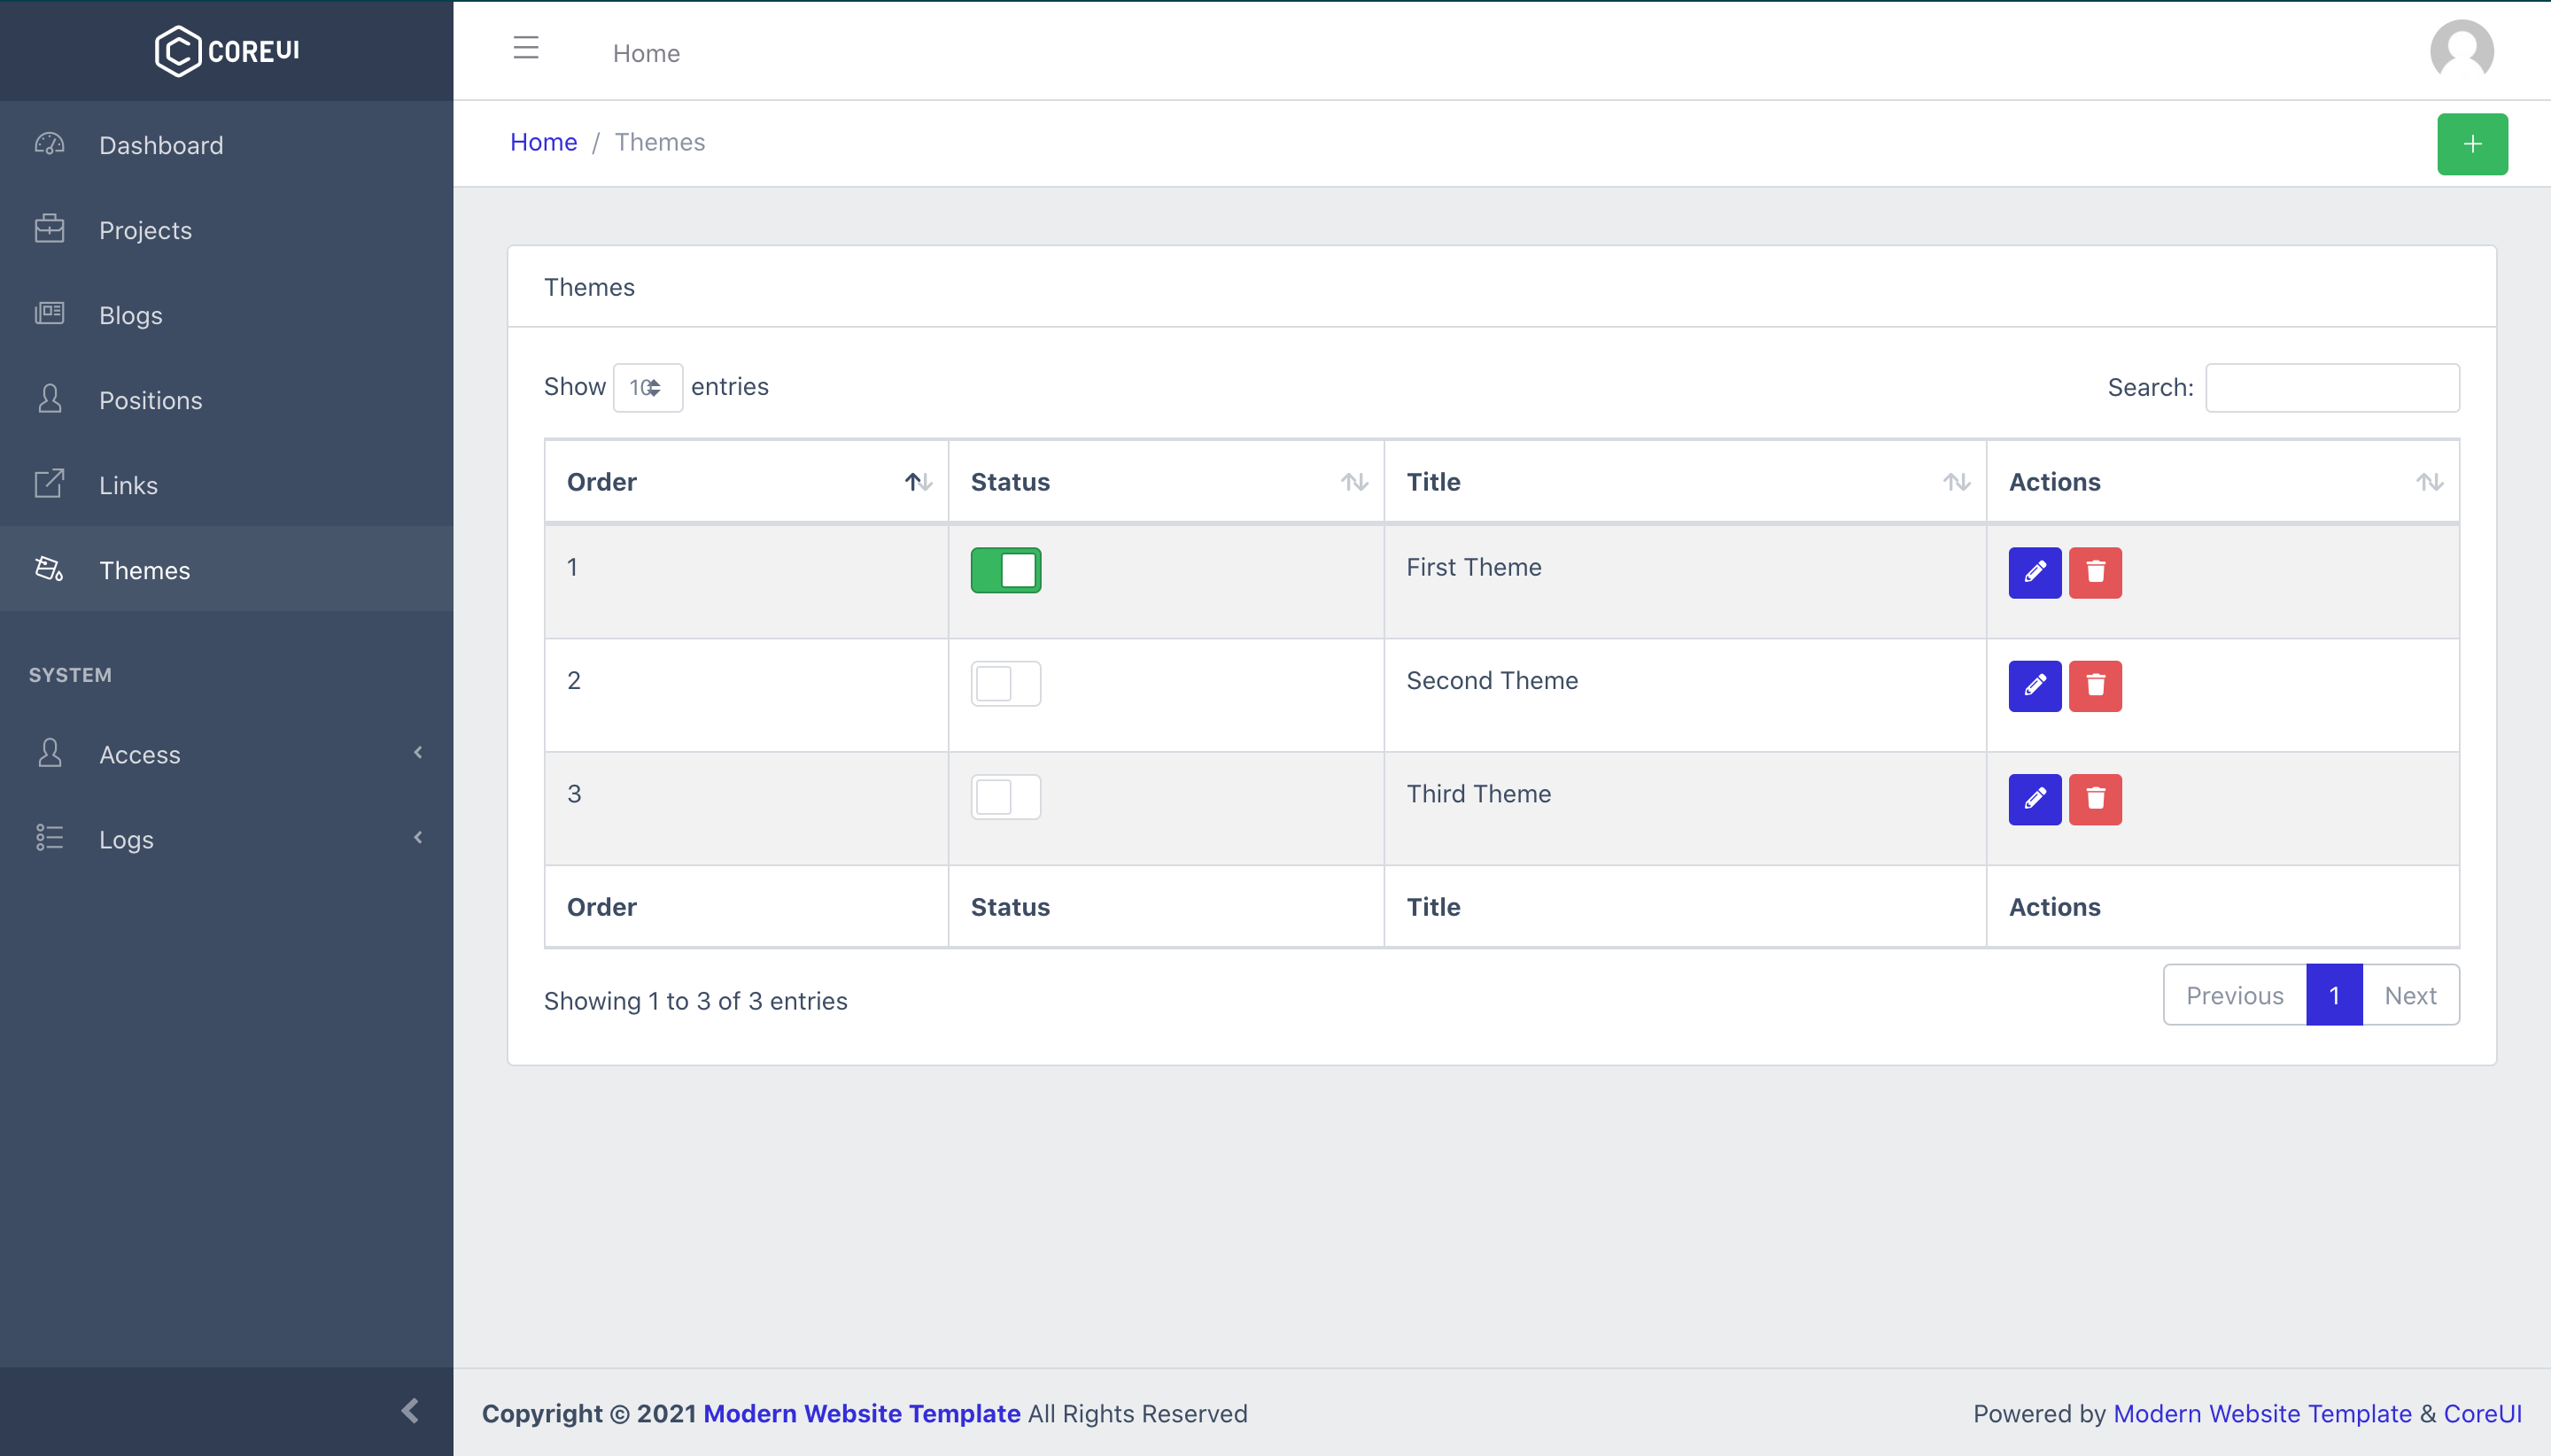 COREUI
Home
Dashboard
Projects
Blogs
Positions
Links
Themes
SYSTEM
Access
Logs
Home / Themes
Themes
Show 10 entries
Search:
Order Status Title Actions
1 First Theme
2 Second Theme
3 Third Theme
Order Status Title Actions
Showing 1 to 3 of 3 entries
Previous 1 Next
Copyright © 2021 Modern Website Template All Rights Reserved
Powered by Modern Website Template & CoreUI